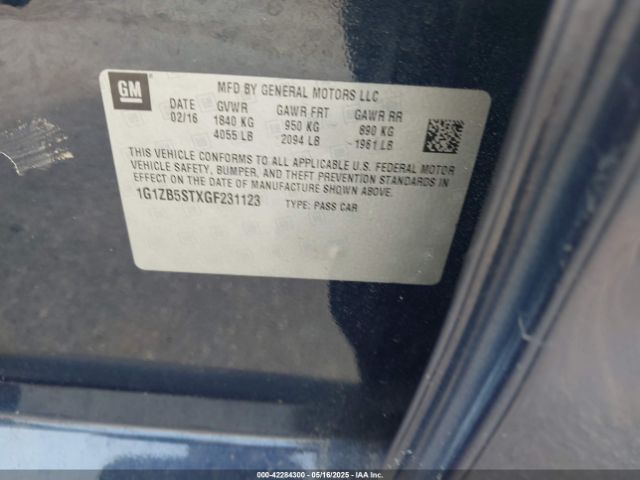 GM
MFD BY GENERAL MOTORS LLC
DATE GVWR GAWR FRT GAWR RR
02/16 1840 KG 950 KG 890 KG
4055 LB 2094 LB 1961 LB
THIS VEHICLE CONFORMS TO ALL APPLICABLE U.S. FEDERAL MOTOR
VEHICLE SAFETY, BUMPER, AND THEFT PREVENTION STANDARDS IN
EFFECT ON THE DATE OF MANUFACTURE SHOWN ABOVE.
1G1ZB5STXGF231123 TYPE: PASS CAR
000-42284300 - 05/16/2025 - IAAI.COM